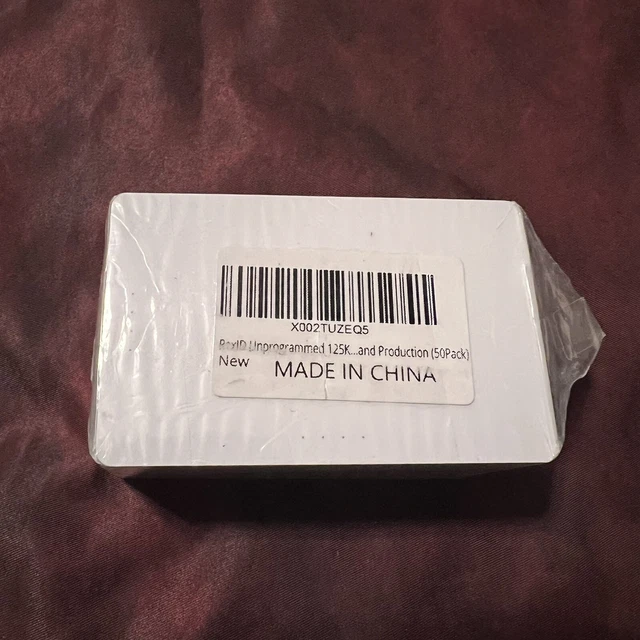 X002TUZEQ5
Unprogrammed 125K...and Production (50Pack)
New
MADE IN CHINA